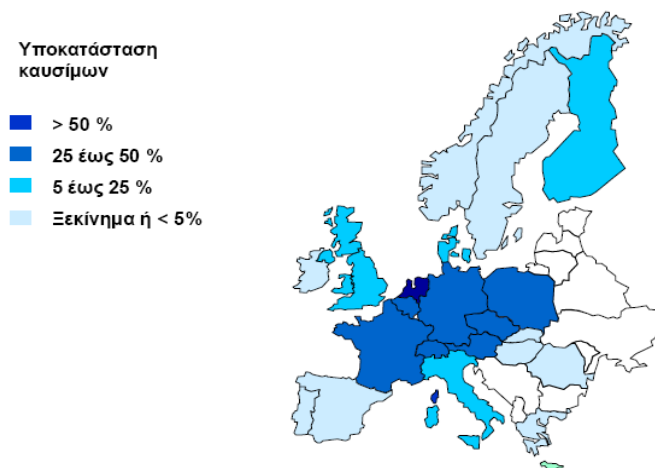 Υποκατάσταση
καυσίμων
> 50 %
25 έως 50 %
5 έως 25 %
Ξεκίνημα ή < 5%